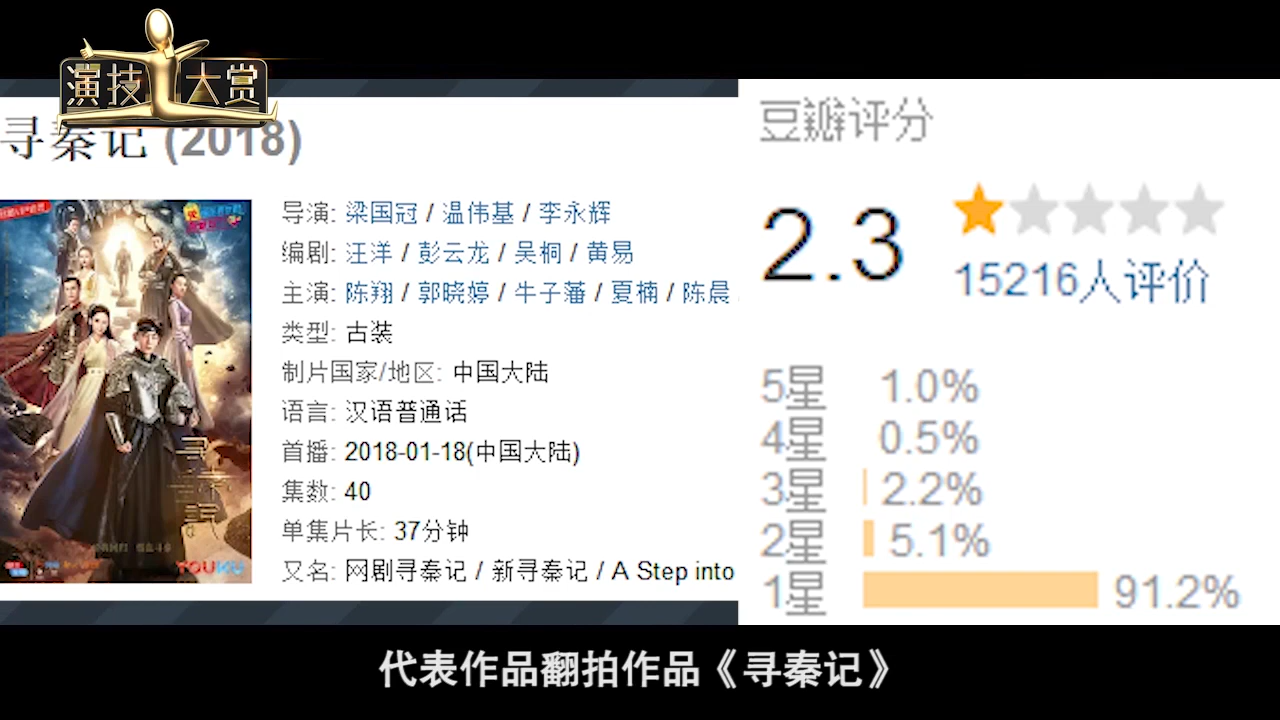 演技大赏
寻秦记 (2018)
导演: 梁国冠 / 温伟基 / 李永辉
编剧: 汪洋 / 彭云龙 / 吴桐 / 黄易
主演: 陈翔 / 郭晓婷 / 牛子藩 / 夏楠 / 陈晨
类型: 古装
制片国家/地区: 中国大陆
语言: 汉语普通话
首播: 2018-01-18(中国大陆)
集数: 40
单集片长: 37分钟
又名: 网剧寻秦记 / 新寻秦记 / A Step into
寻秦記
YOUKU
豆瓣评分
2.3
15216人评价
5星 1.0%
4星 0.5%
3星 2.2%
2星 5.1%
1星 91.2%
代表作品翻拍作品《寻秦记》